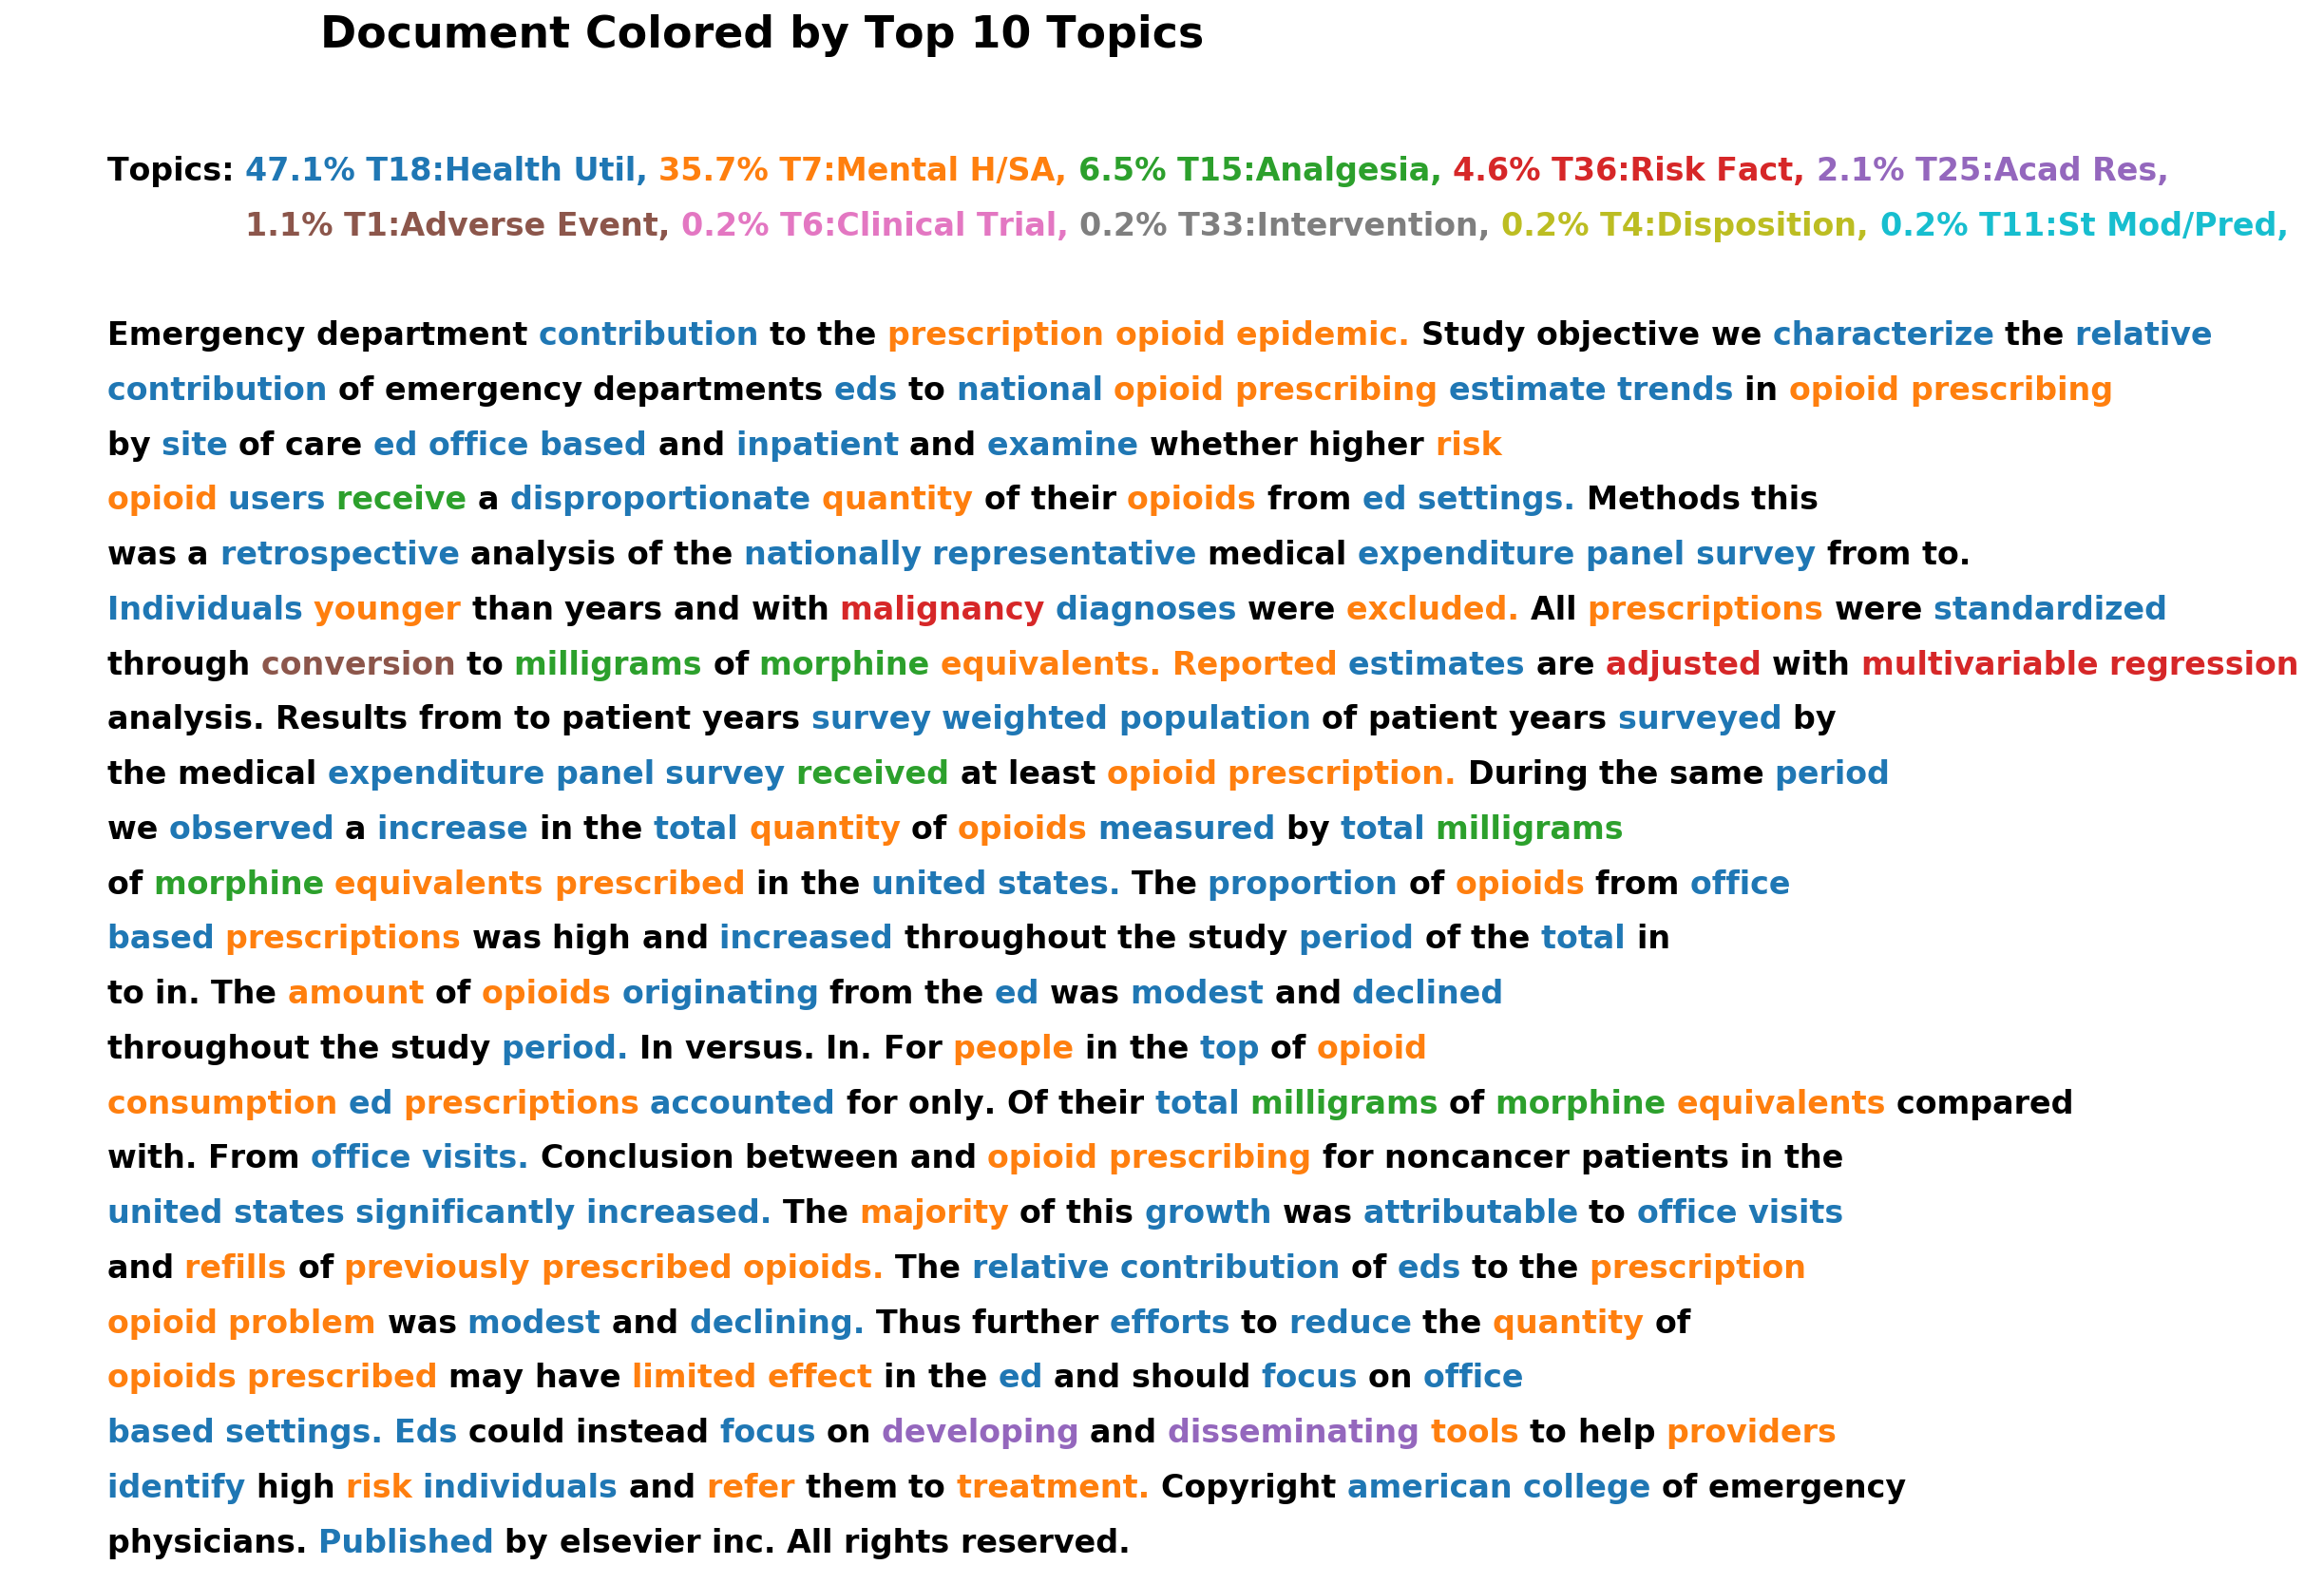 Document Colored by Top 10 Topics
Topics: 47.1% T18:Health Util, 35.7% T7:Mental H/SA, 6.5% T15:Analgesia, 4.6% T36:Risk Fact, 2.1% T25:Acad Res,
1.1% T1:Adverse Event, 0.2% T6:Clinical Trial, 0.2% T33:Intervention, 0.2% T4:Disposition, 0.2% T11:St Mod/Pred,
Emergency department contribution to the prescription opioid epidemic. Study objective we characterize the relative
contribution of emergency departments eds to national opioid prescribing estimate trends in opioid prescribing
by site of care ed office based and inpatient and examine whether higher risk
opioid users receive a disproportionate quantity of their opioids from ed settings. Methods this
was a retrospective analysis of the nationally representative medical expenditure panel survey from to.
Individuals younger than years and with malignancy diagnoses were excluded. All prescriptions were standardized
through conversion to milligrams of morphine equivalents. Reported estimates are adjusted with multivariable regression
analysis. Results from to patient years survey weighted population of patient years surveyed by
the medical expenditure panel survey received at least opioid prescription. During the same period
we observed a increase in the total quantity of opioids measured by total milligrams
of morphine equivalents prescribed in the united states. The proportion of opioids from office
based prescriptions was high and increased throughout the study period of the total in
to in. The amount of opioids originating from the ed was modest and declined
throughout the study period. In versus. In. For people in the top of opioid
consumption ed prescriptions accounted for only. Of their total milligrams of morphine equivalents compared
with. From office visits. Conclusion between and opioid prescribing for noncancer patients in the
united states significantly increased. The majority of this growth was attributable to office visits
and refills of previously prescribed opioids. The relative contribution of eds to the prescription
opioid problem was modest and declining. Thus further efforts to reduce the quantity of
opioids prescribed may have limited effect in the ed and should focus on office
based settings. Eds could instead focus on developing and disseminating tools to help providers
identify high risk individuals and refer them to treatment. Copyright american college of emergency
physicians. Published by elsevier inc. All rights reserved.